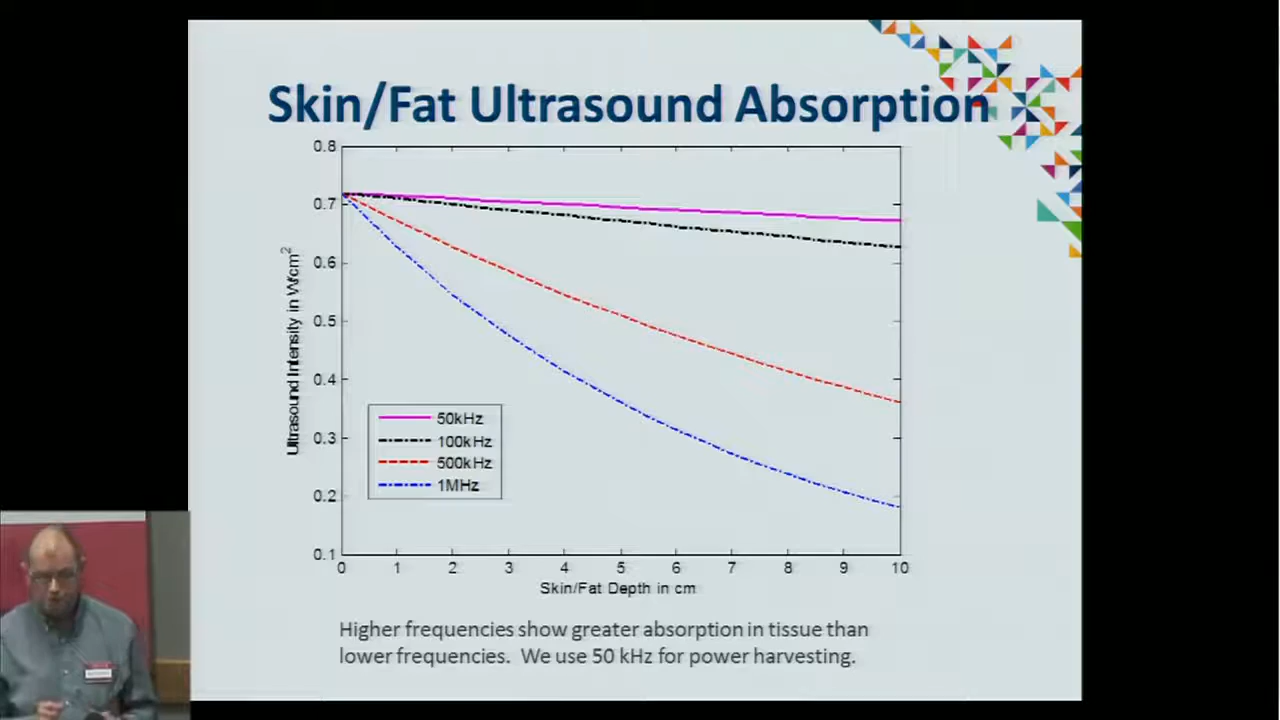 Skin/Fat Ultrasound Absorption
0.8
0.7
0.6
0.5
0.4
0.3
0.2
0.1
Ultrasound Intensity in W/cm²
50kHz
100kHz
500kHz
1MHz
0 1 2 3 4 5 6 7 8 9 10
Skin/Fat Depth in cm
Higher frequencies show greater absorption in tissue than
lower frequencies. We use 50 kHz for power harvesting.